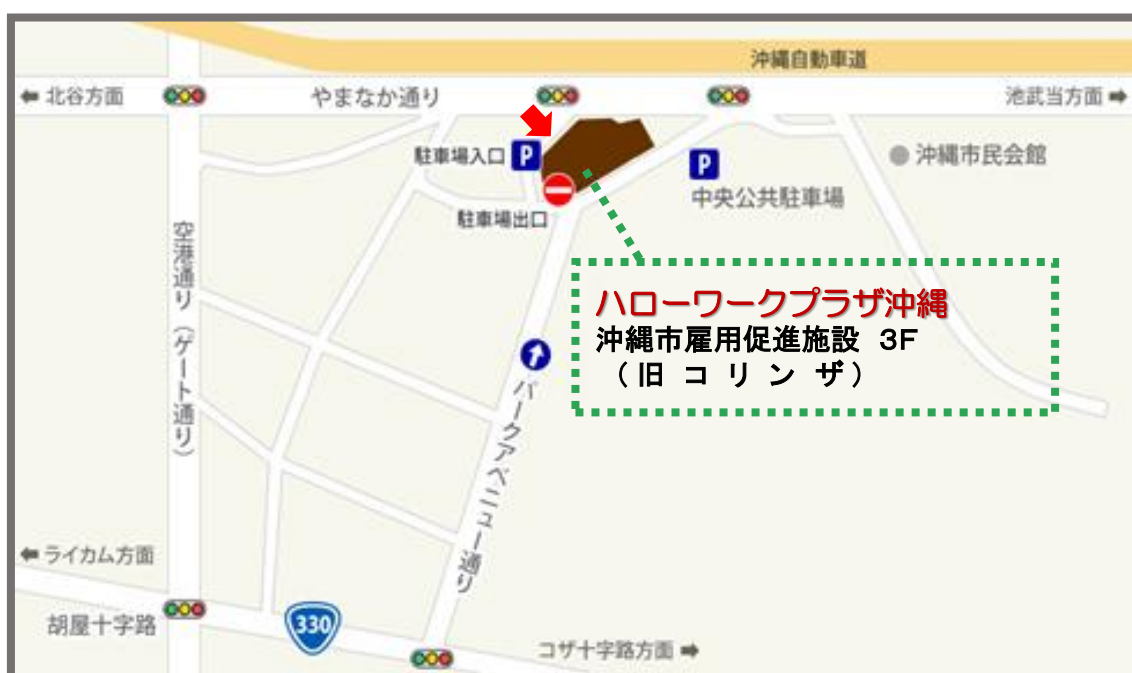 沖縄自動車道
⬅ 北谷方面
やまなか通り
池武当方面 ➡
駐車場入口 P
P
沖縄市民会館
中央公共駐車場
駐車場出口
空港通り（ゲート通り）
ハローワークプラザ沖縄
沖縄市雇用促進施設 3F
（旧 コ リ ン ザ）
パークアベニュー通り
⬅ ライカム方面
胡屋十字路
330
コザ十字路方面 ➡